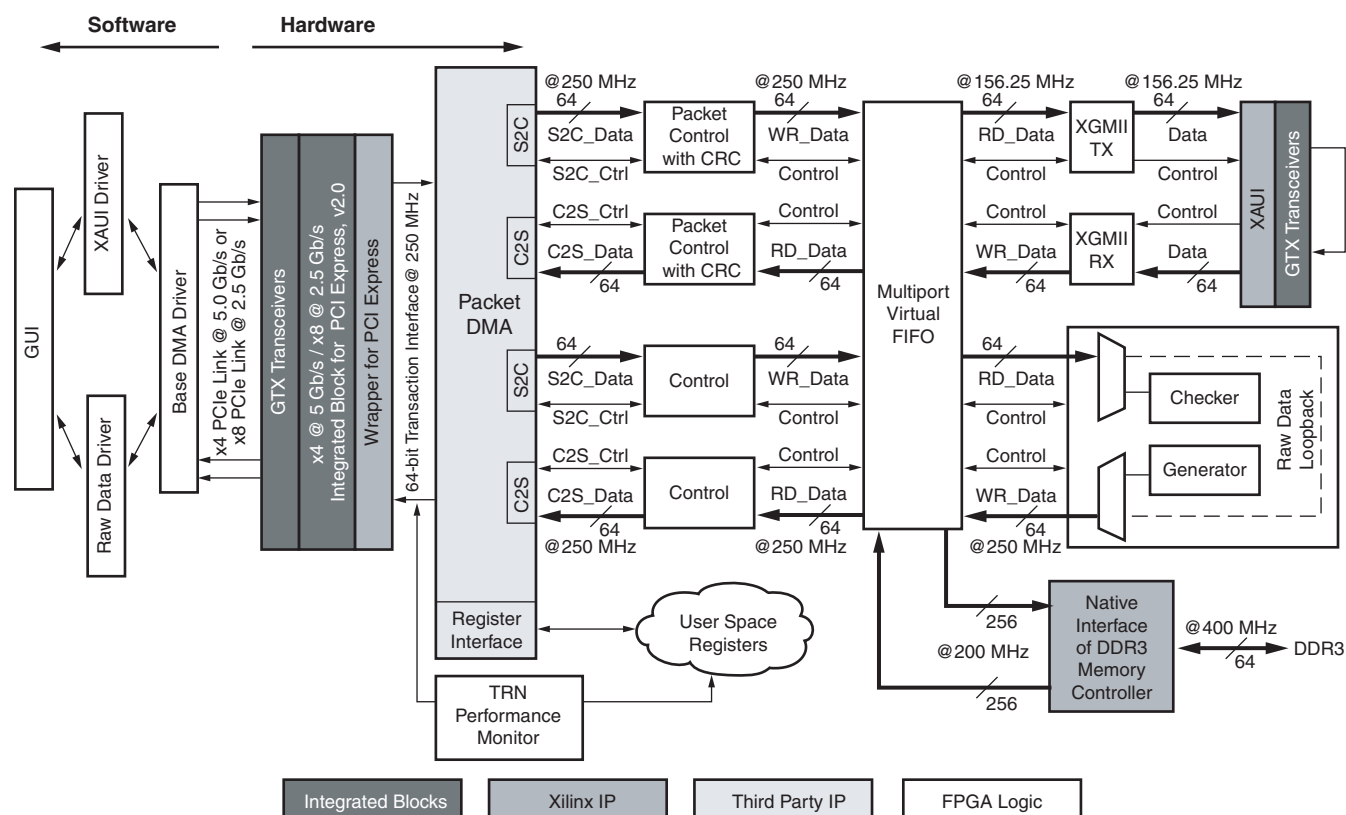 Software
Hardware
GUI
XAUI Driver
Raw Data Driver
Base DMA Driver
x4 PCIe Link @ 5.0 Gb/s or
x8 PCIe Link @ 2.5 Gb/s
GTX Transceivers
x4 @ 5 Gb/s / x8 @ 2.5 Gb/s
Integrated Block for PCI Express, v2.0
Wrapper for PCI Express
64-bit Transaction Interface@ 250 MHz
Packet
DMA
S2C
C2S
S2C
C2S
Register
Interface
@250 MHz
64
S2C_Data
S2C_Ctrl
Packet
Control
with CRC
@250 MHz
64
WR_Data
Control
C2S_Ctrl
C2S_Data
64
Packet
Control
with CRC
Control
RD_Data
64
64
S2C_Data
S2C_Ctrl
Control
64
WR_Data
Control
C2S_Ctrl
C2S_Data
64
@250 MHz
Control
Control
RD_Data
64
@250 MHz
Multiport
Virtual
FIFO
@156.25 MHz
64
RD_Data
Control
XGMII
TX
@156.25 MHz
64
Data
Control
Control
WR_Data
64
XGMII
RX
Control
Data
64
XAUI
GTX Transceivers
64
RD_Data
Control
Control
WR_Data
64
@250 MHz
Checker
Generator
Raw Data
Loopback
256
@200 MHz
256
Native
Interface
of DDR3
Memory
Controller
@400 MHz
64
DDR3
User Space
Registers
TRN
Performance
Monitor
Integrated Blocks
Xilinx IP
Third Party IP
FPGA Logic